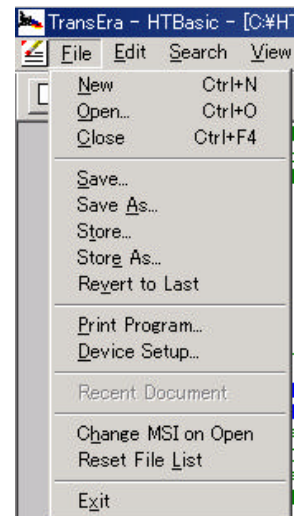 TransEra - HTBasic - [C:¥HT
File Edit Search View
New Ctrl+N
Open... Ctrl+O
Close Ctrl+F4
Save...
Save As...
Store...
Store As...
Revert to Last
Print Program...
Device Setup...
Recent Document
Change MSI on Open
Reset File List
Exit